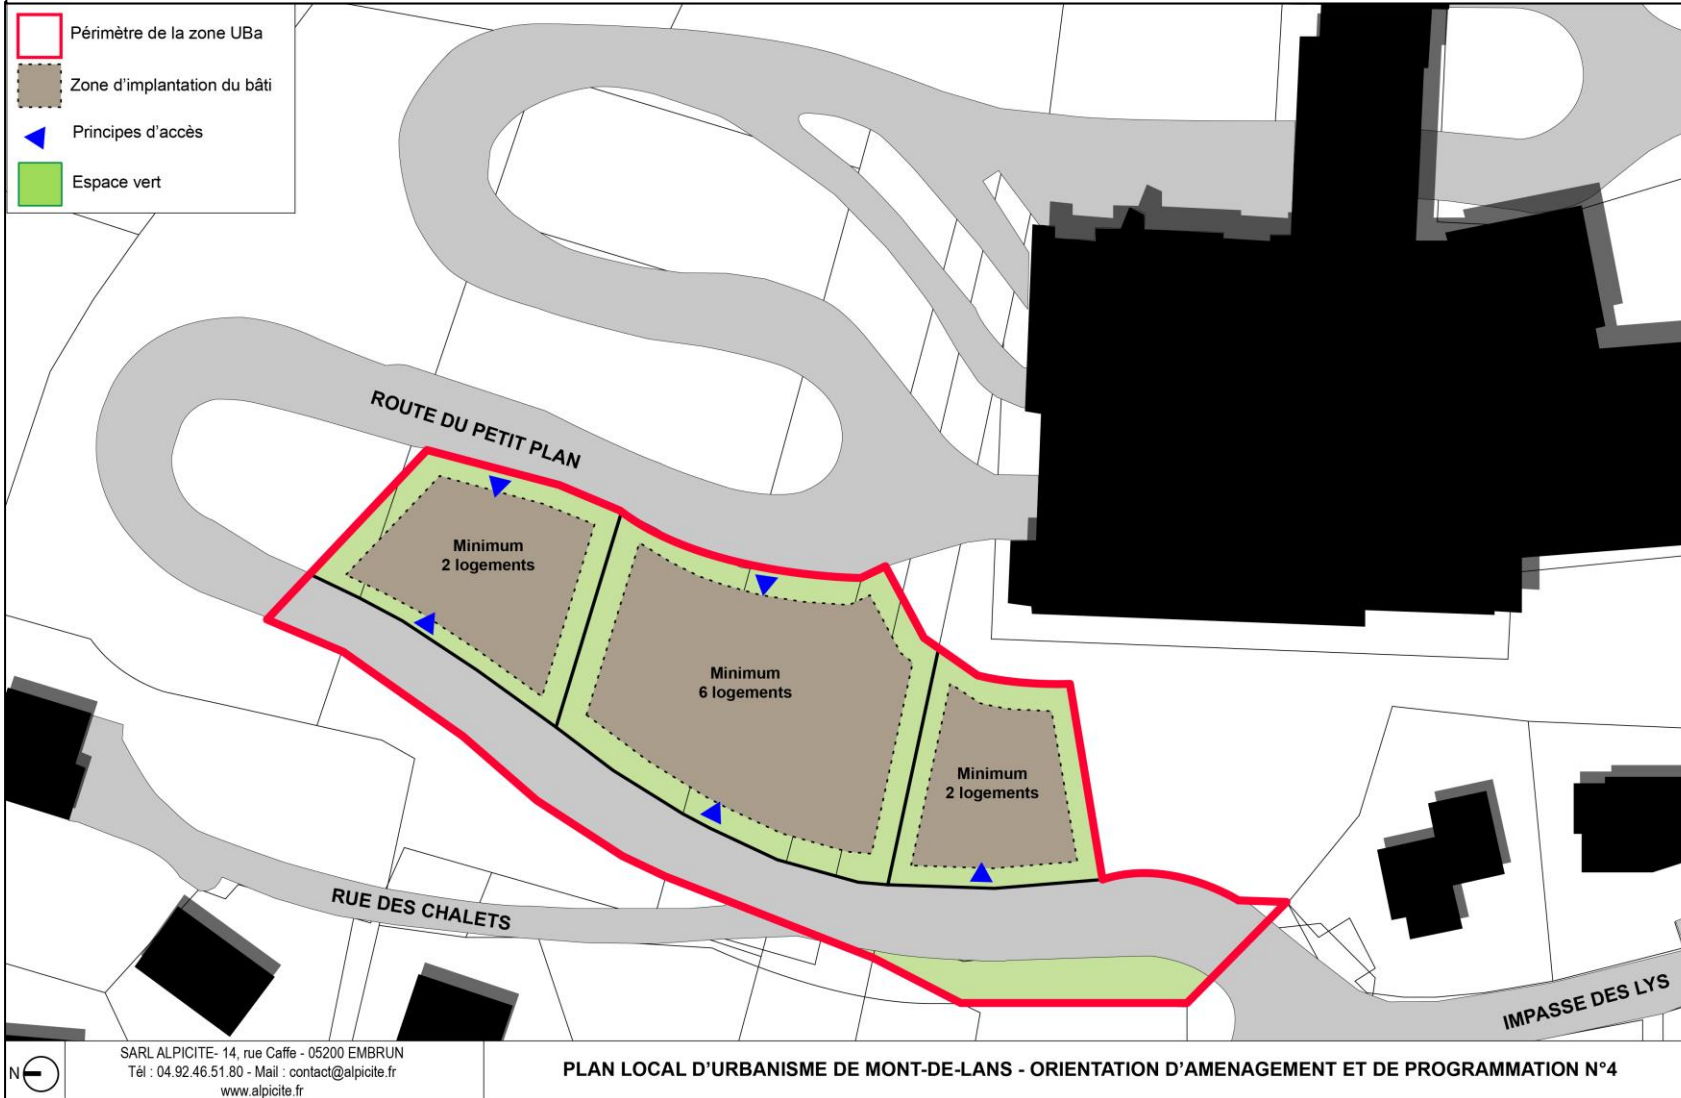 Périmètre de la zone UBa
Zone d'implantation du bâti
Principes d'accès
Espace vert
ROUTE DU PETIT PLAN
Minimum
2 logements
Minimum
6 logements
Minimum
2 logements
RUE DES CHALETS
IMPASSE DES LYS
N
SARL ALPICITE- 14, rue Caffe - 05200 EMBRUN
Tél : 04.92.46.51.80 - Mail : contact@alpicite.fr
www.alpicite.fr
PLAN LOCAL D'URBANISME DE MONT-DE-LANS - ORIENTATION D'AMENAGEMENT ET DE PROGRAMMATION N°4